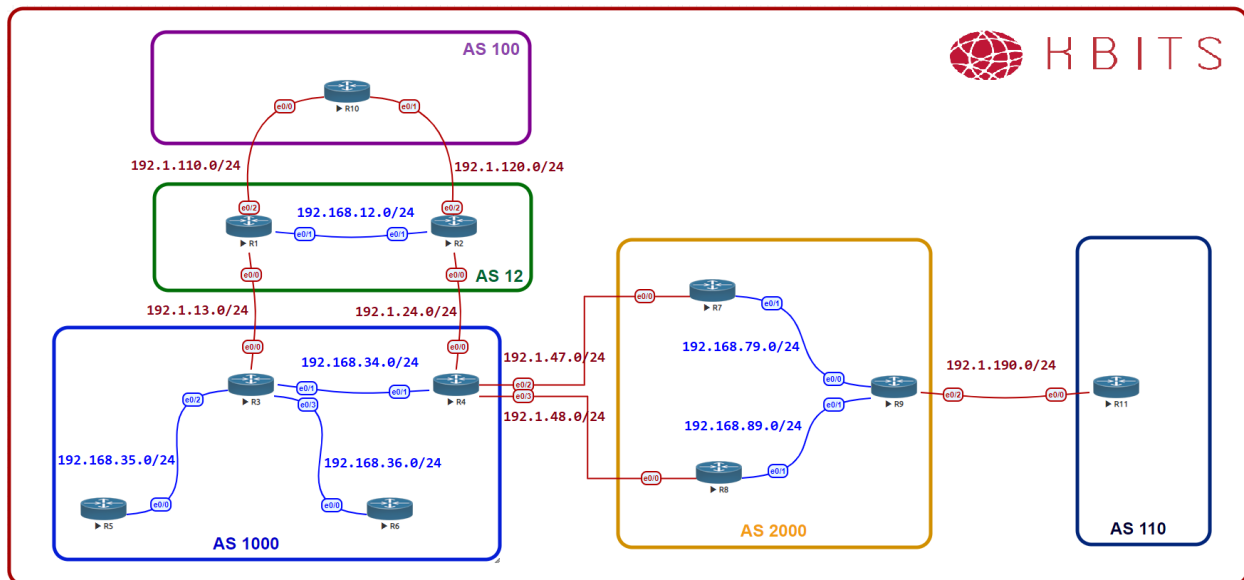 AS 100
KBITS
e0/0
e0/1
▶ R10
192.1.110.0/24
192.1.120.0/24
e0/2
192.168.12.0/24
e0/2
▶ R1
e0/1
e0/1
▶ R2
e0/0
e0/0
AS 12
192.1.13.0/24
192.1.24.0/24
e0/0
192.168.34.0/24
e0/0
▶ R3
e0/1
e0/1
▶ R4
e0/2
e0/3
e0/2
e0/3
192.1.47.0/24
192.1.48.0/24
192.168.35.0/24
192.168.36.0/24
e0/0
▶ R5
e0/0
▶ R6
AS 1000
e0/0
▶ R7
e0/1
192.168.79.0/24
e0/0
e0/1
▶ R9
e0/2
192.168.89.0/24
e0/0
▶ R8
e0/1
AS 2000
192.1.190.0/24
e0/0
▶ R11
AS 110